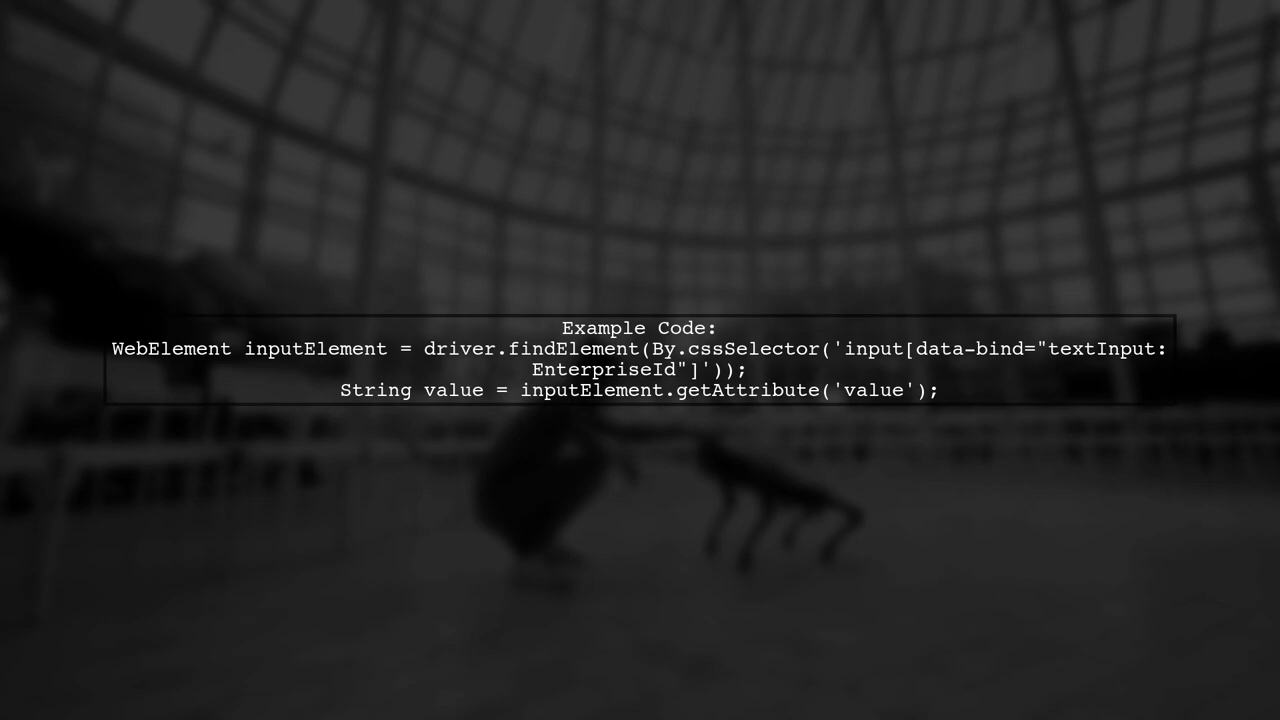 Example Code:
WebElement inputElement = driver.findElement(By.cssSelector('input[data-bind="textInput:
EnterpriseId"]'));
String value = inputElement.getAttribute('value');